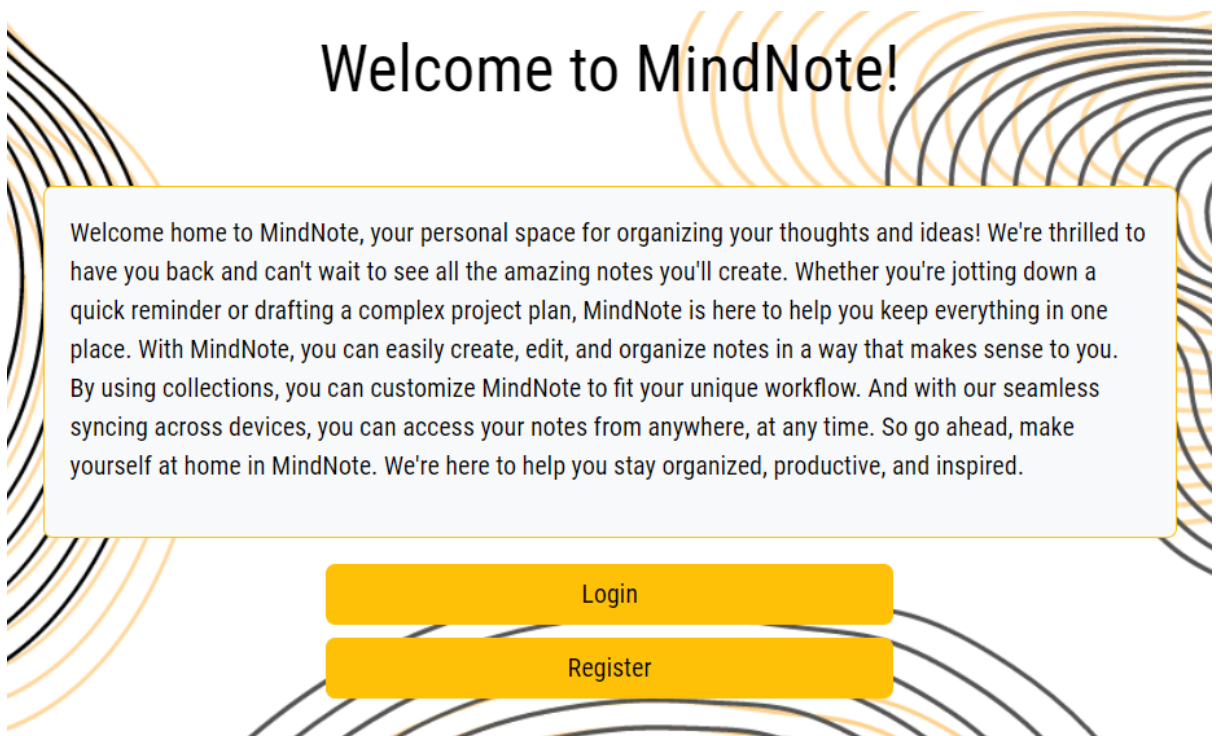 Welcome to MindNote!
Welcome home to MindNote, your personal space for organizing your thoughts and ideas! We're thrilled to
have you back and can't wait to see all the amazing notes you'll create. Whether you're jotting down a
quick reminder or drafting a complex project plan, MindNote is here to help you keep everything in one
place. With MindNote, you can easily create, edit, and organize notes in a way that makes sense to you.
By using collections, you can customize MindNote to fit your unique workflow. And with our seamless
syncing across devices, you can access your notes from anywhere, at any time. So go ahead, make
yourself at home in MindNote. We're here to help you stay organized, productive, and inspired.
Login
Register